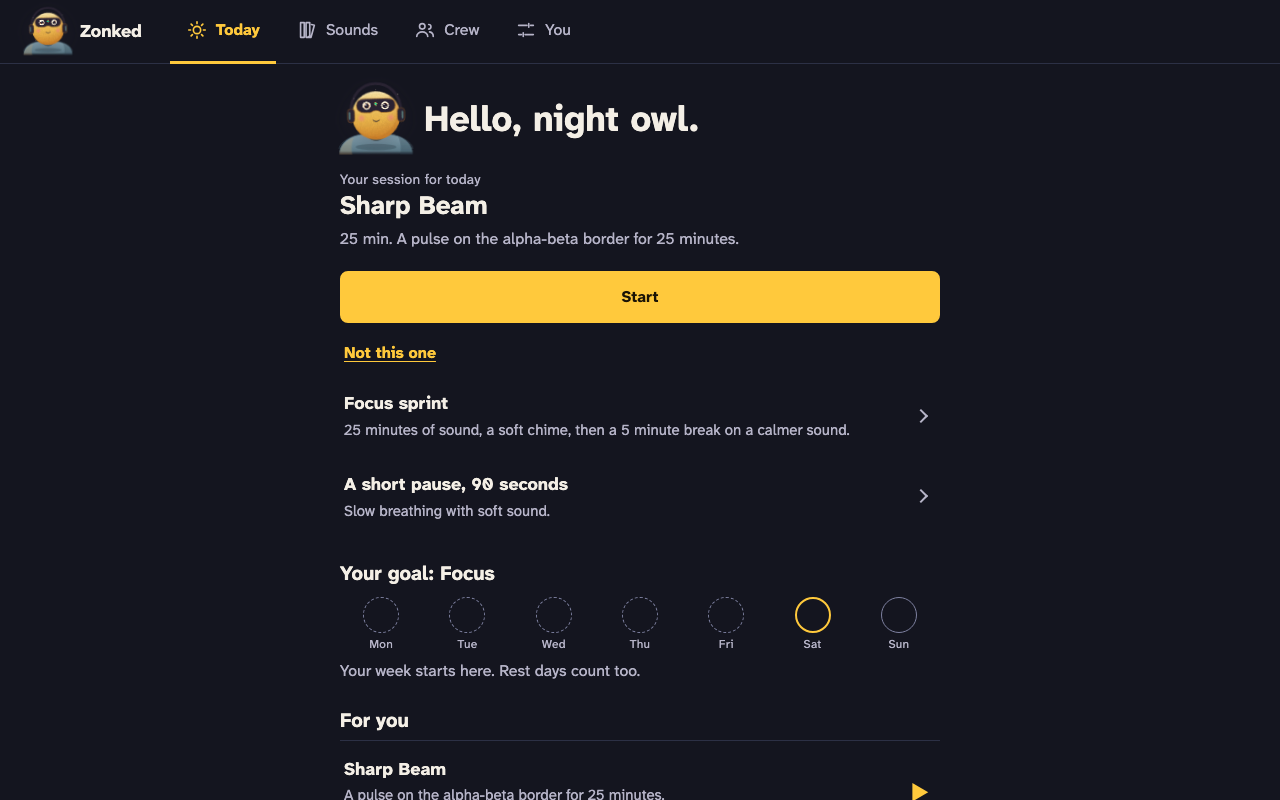 Zonked
Today
Sounds
Crew
You
Hello, night owl.
Your session for today
Sharp Beam
25 min. A pulse on the alpha-beta border for 25 minutes.
Start
Not this one
Focus sprint
25 minutes of sound, a soft chime, then a 5 minute break on a calmer sound.
A short pause, 90 seconds
Slow breathing with soft sound.
Your goal: Focus
Mon
Tue
Wed
Thu
Fri
Sat
Sun
Your week starts here. Rest days count too.
For you
Sharp Beam
A pulse on the alpha-beta border for 25 minutes.